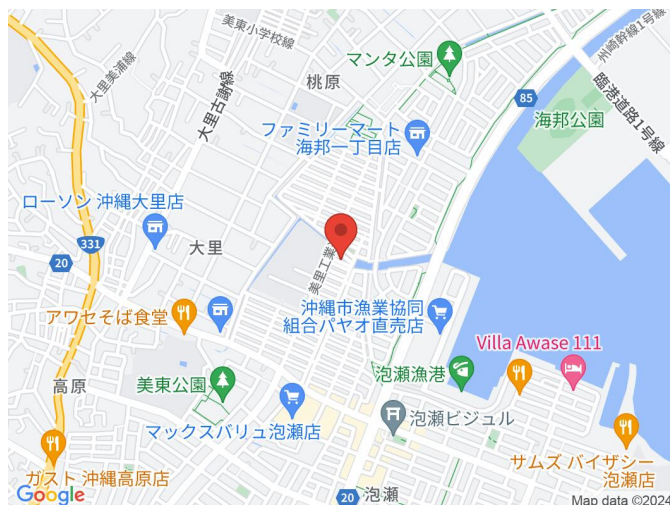 美東小学校線
マンタ公園
州崎幹線1号線
大里美浦線
大里古謝線
桃原
臨港道路1号線
85
海邦公園
ファミリーマート
海邦一丁目店
ローソン 沖縄大里店
331
20
大里
美里工業
沖縄市漁業協同
組合パヤオ直売店
アワセそば食堂
Villa Awase 111
泡瀬漁港
高原
美東公園
泡瀬ビジュル
マックスバリュ泡瀬店
サムズ バイザシー
泡瀬店
ガスト 沖縄高原店
20
泡瀬
Google
Map data ©2024